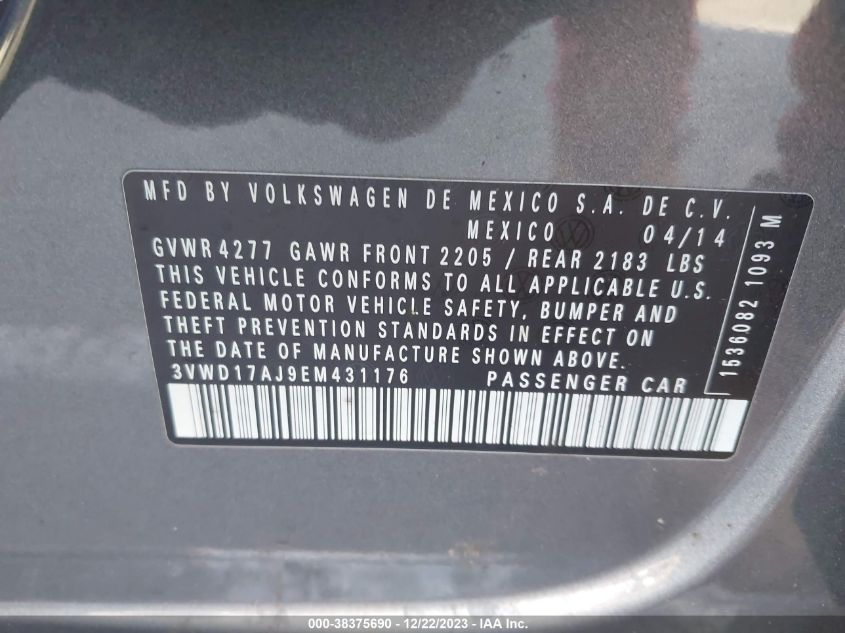 MFD BY VOLKSWAGEN DE MEXICO S.A. DE C.V.
MEXICO 04/14
GVWR 4277 GAWR FRONT 2205 / REAR 2183 LBS
THIS VEHICLE CONFORMS TO ALL APPLICABLE U.S.
FEDERAL MOTOR VEHICLE SAFETY, BUMPER AND
THEFT PREVENTION STANDARDS IN EFFECT ON
THE DATE OF MANUFACTURE SHOWN ABOVE.
3VWD17AJ9EM431176 PASSENGER CAR
1536082 1093 M
000-38375690 - 12/22/2023 - IAA Inc.